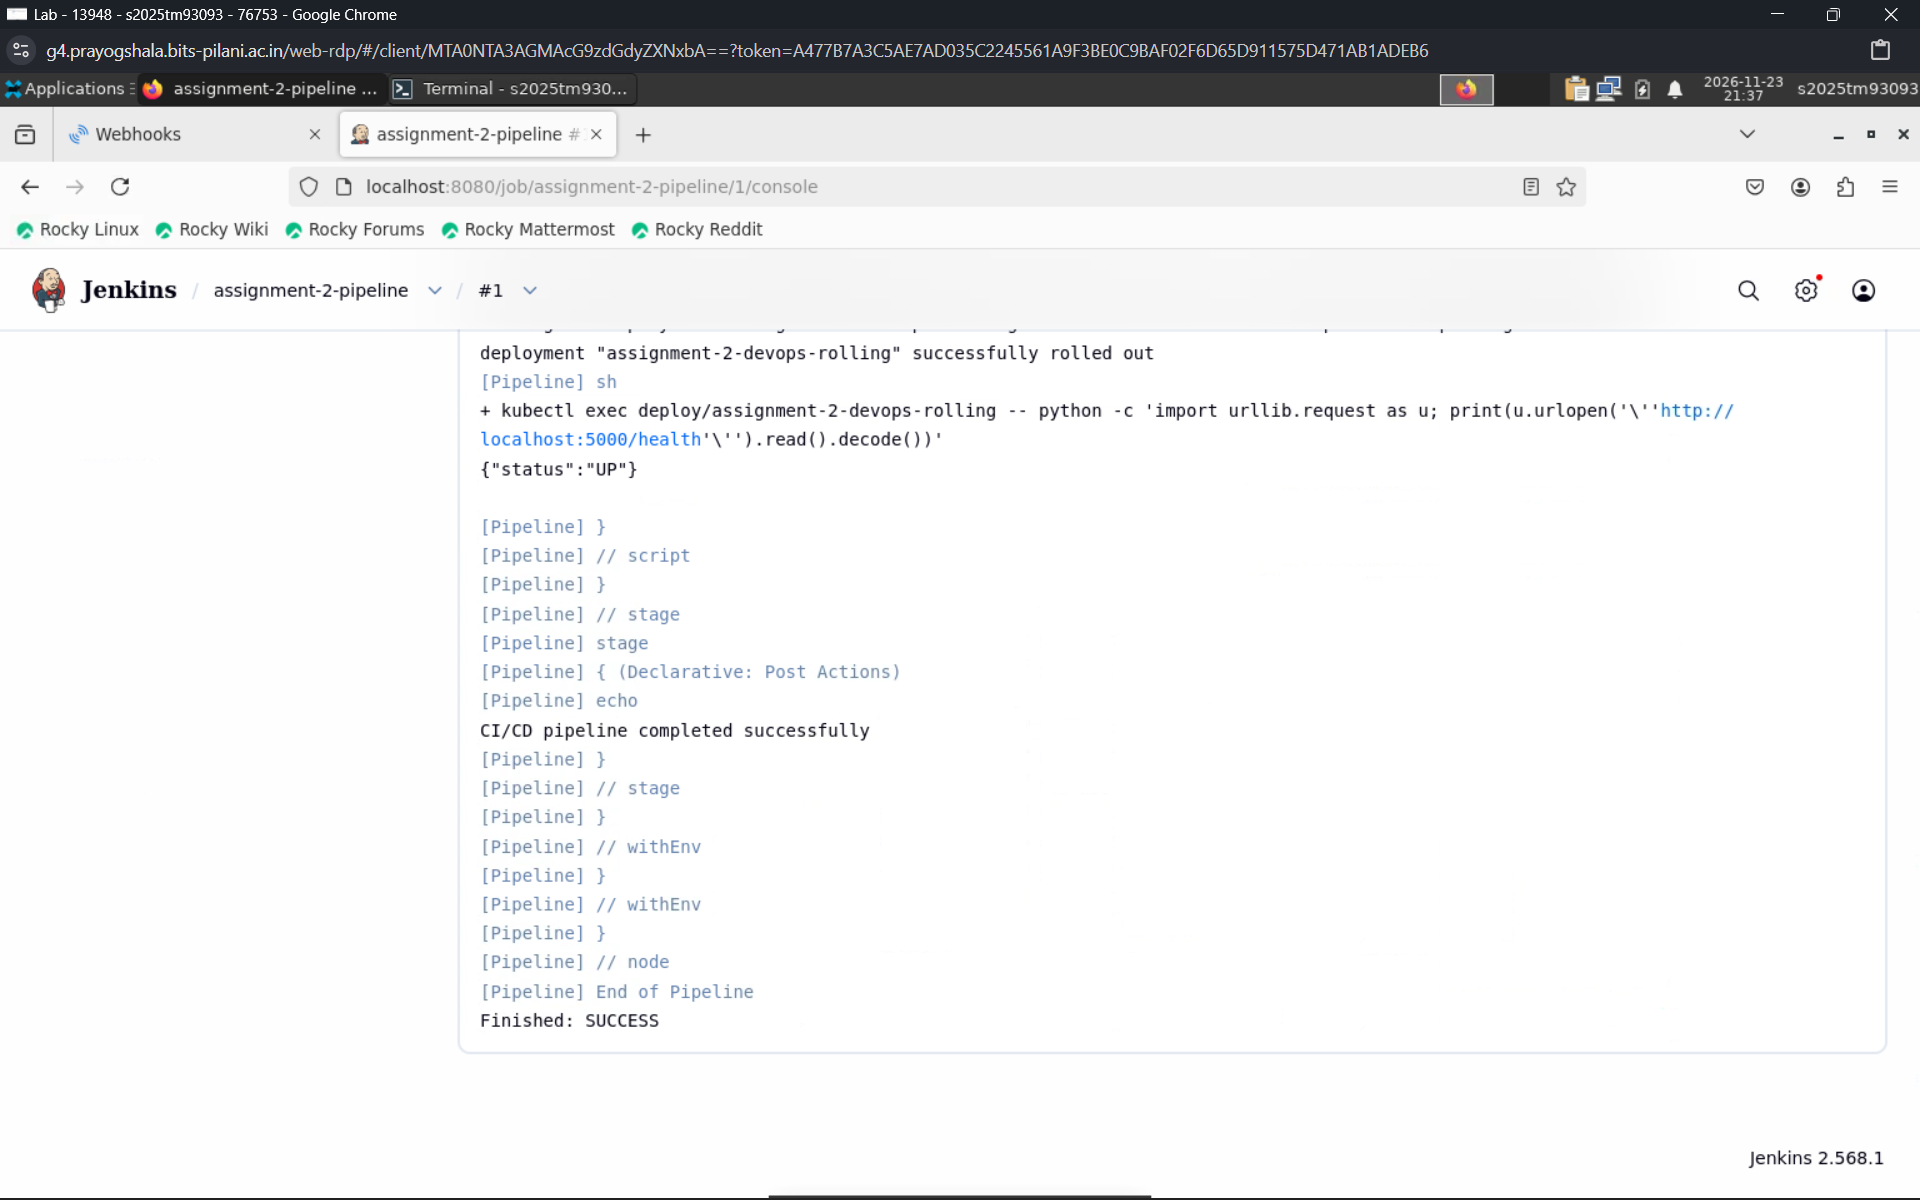 Lab - 13948 - s2025tm93093 - 76753 - Google Chrome
g4.prayogshala.bits-pilani.ac.in/web-rdp/#/client/MTA0NTA3AGMAcG9zdGdyZXNxbA==?token=A477B7A3C5AE7AD035C2245561A9F3BE0C9BAF02F6D65D911575D471AB1ADEB6
Applications assignment-2-pipeline ... Terminal - s2025tm930... 2026-11-23 21:37 s2025tm93093
Webhooks assignment-2-pipeline #
localhost:8080/job/assignment-2-pipeline/1/console
Rocky Linux Rocky Wiki Rocky Forums Rocky Mattermost Rocky Reddit
Jenkins / assignment-2-pipeline / #1
deployment "assignment-2-devops-rolling" successfully rolled out
[Pipeline] sh
+ kubectl exec deploy/assignment-2-devops-rolling -- python -c 'import urllib.request as u; print(u.urlopen('\''http://
localhost:5000/health'\'').read().decode())'
{"status":"UP"}
[Pipeline] }
[Pipeline] // script
[Pipeline] }
[Pipeline] // stage
[Pipeline] stage
[Pipeline] { (Declarative: Post Actions)
[Pipeline] echo
CI/CD pipeline completed successfully
[Pipeline] }
[Pipeline] // stage
[Pipeline] }
[Pipeline] // withEnv
[Pipeline] }
[Pipeline] // withEnv
[Pipeline] }
[Pipeline] // node
[Pipeline] End of Pipeline
Finished: SUCCESS
Jenkins 2.568.1